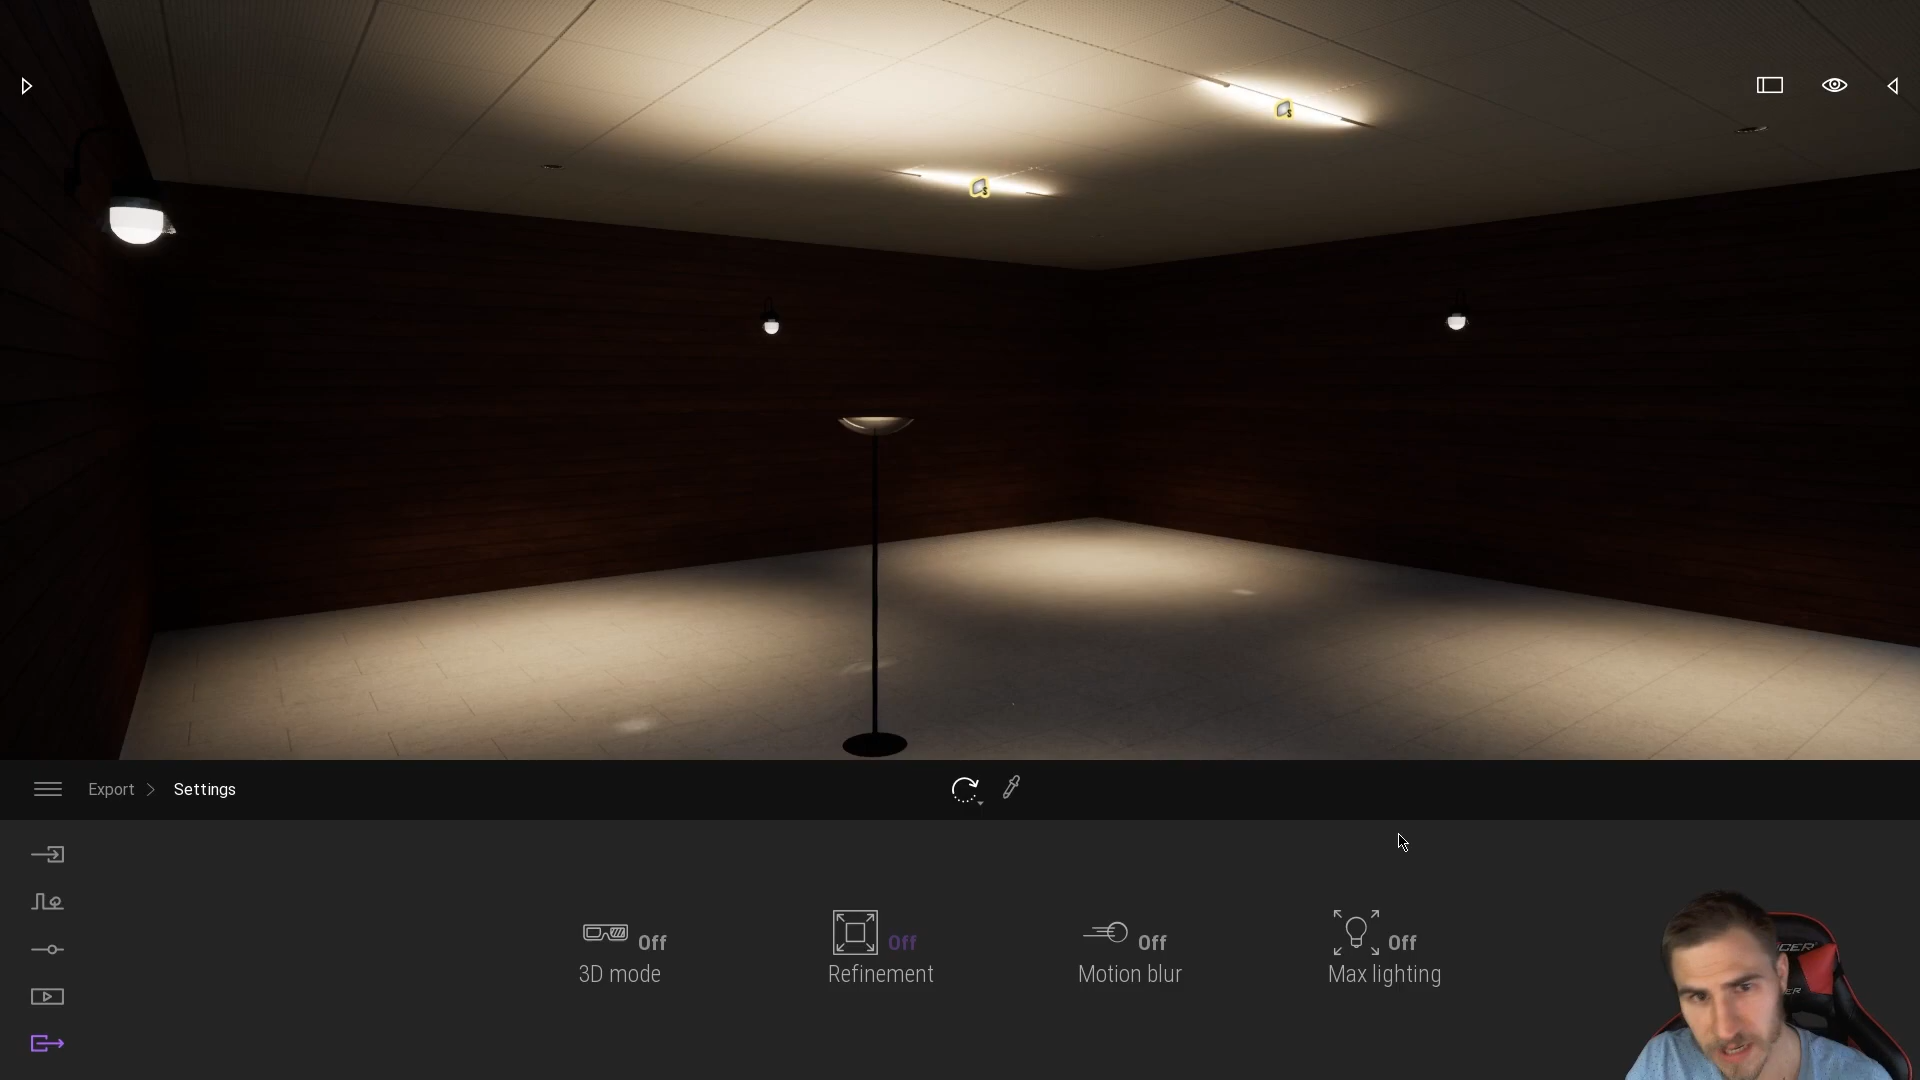 Export > Settings
Off
3D mode
Off
Refinement
Off
Motion blur
Off
Max lighting